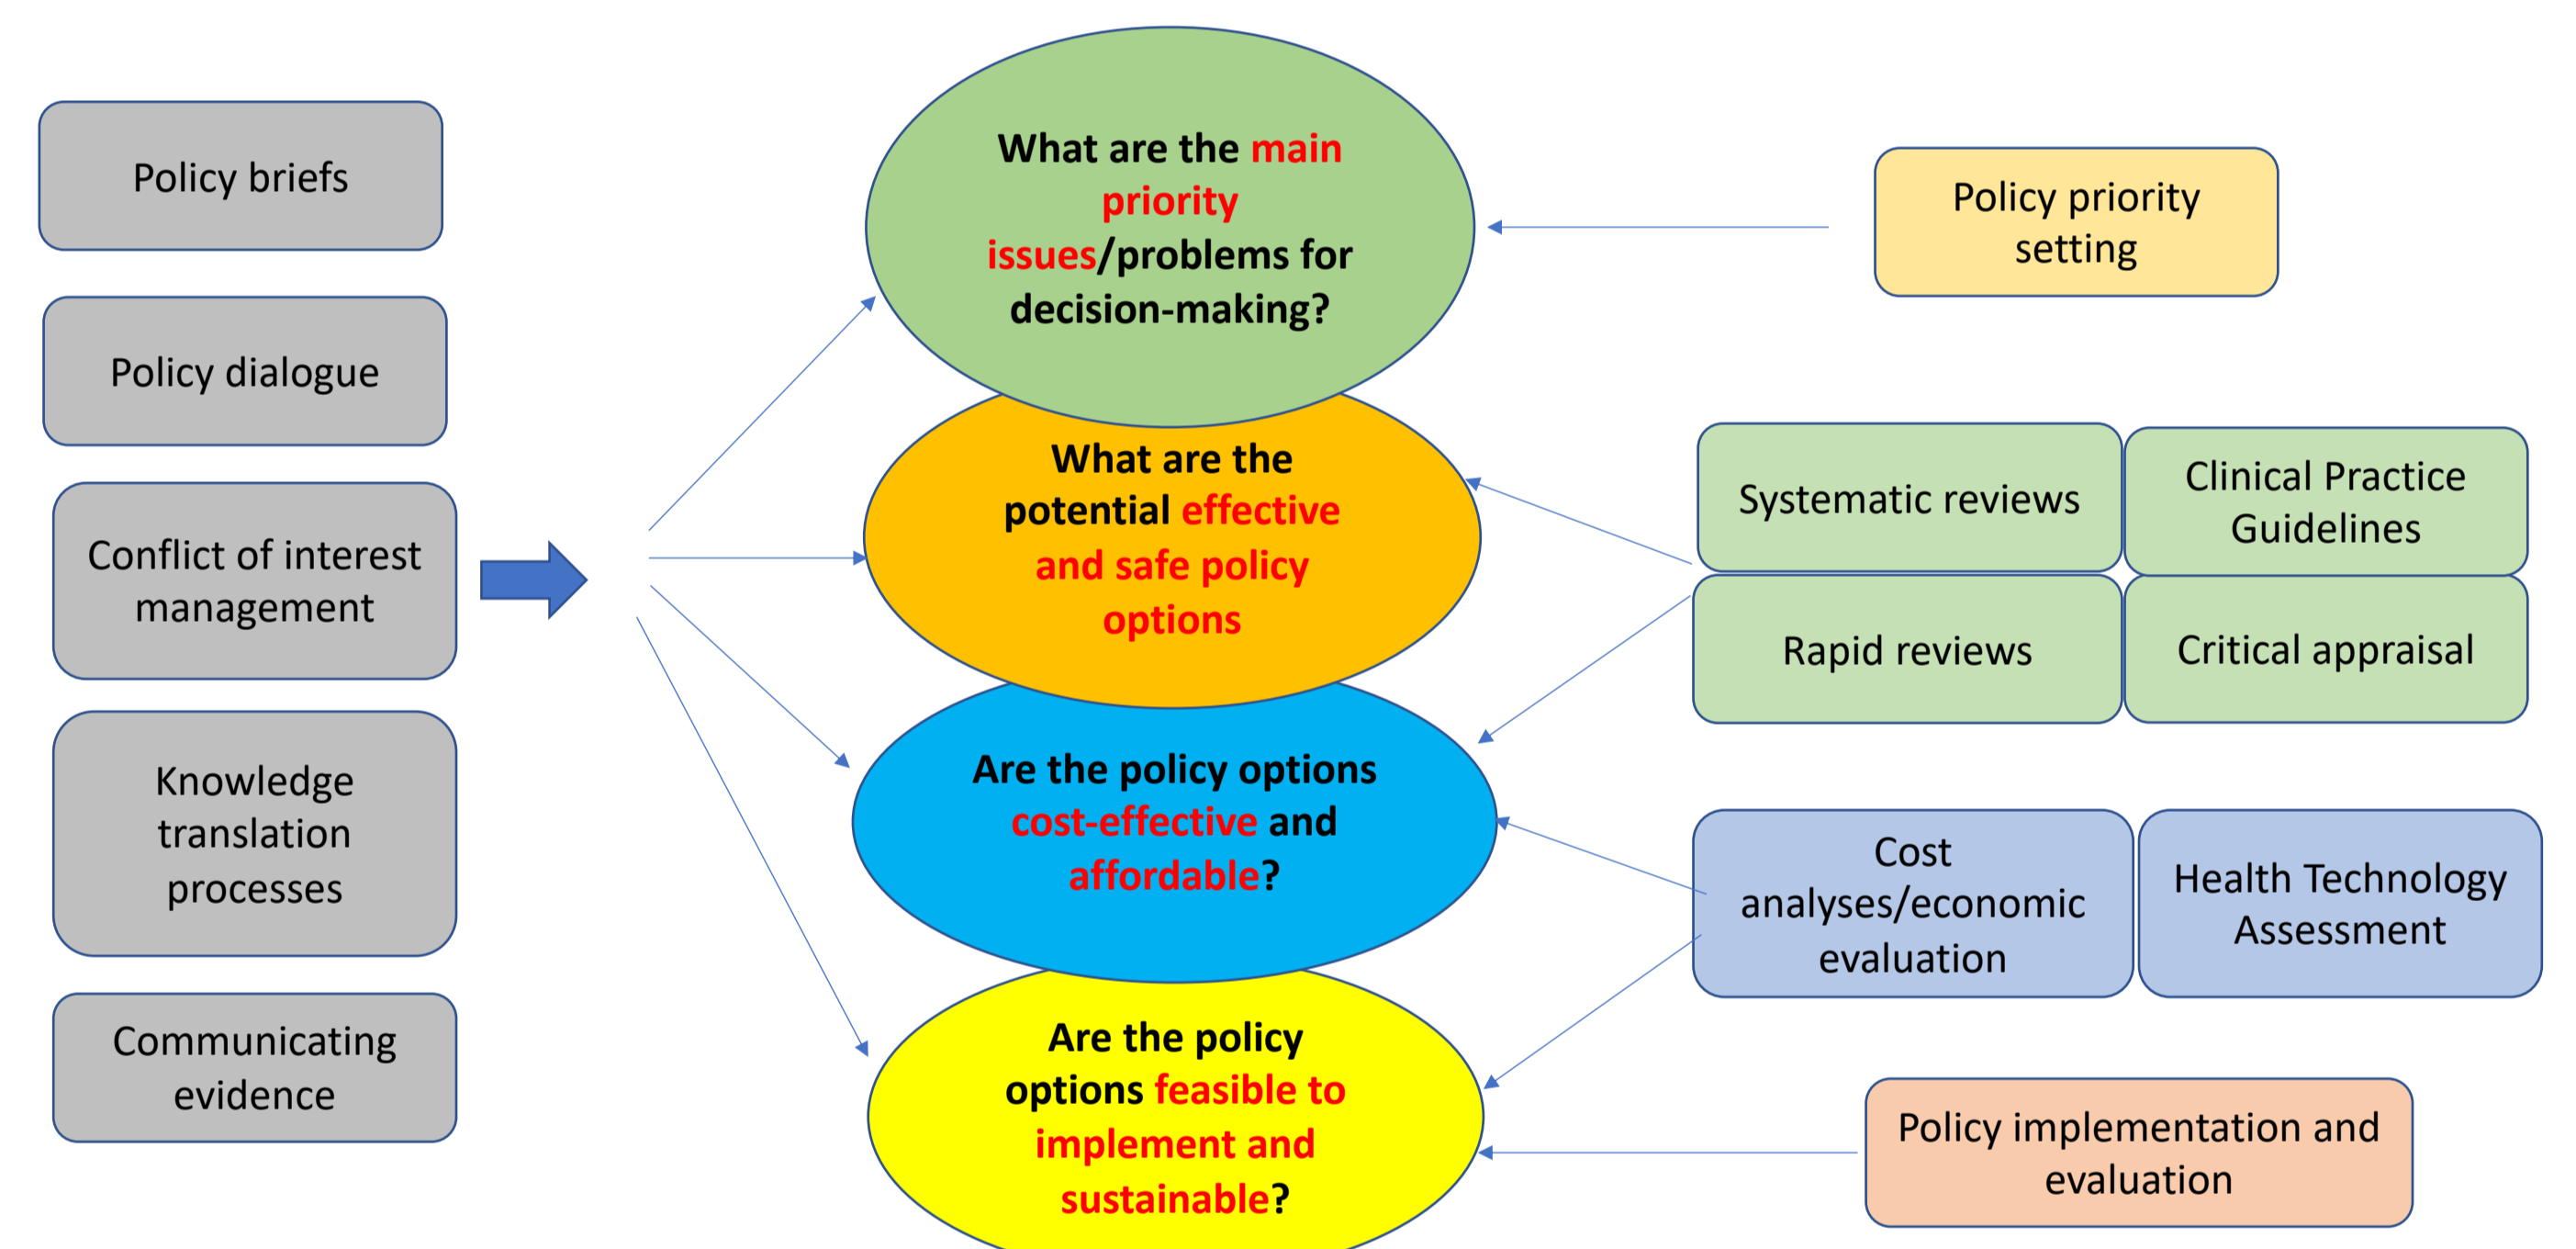 Policy briefs
Policy dialogue
Conflict of interest
management
Knowledge
translation
processes
Communicating
evidence
What are the main
priority
issues/problems for
decision-making?
What are the
potential effective
and safe policy
options
Are the policy options
cost-effective and
affordable?
Are the policy
options feasible to
implement and
sustainable?
Policy priority
setting
Systematic reviews
Clinical Practice
Guidelines
Rapid reviews
Critical appraisal
Cost
analyses/economic
evaluation
Health Technology
Assessment
Policy implementation and
evaluation